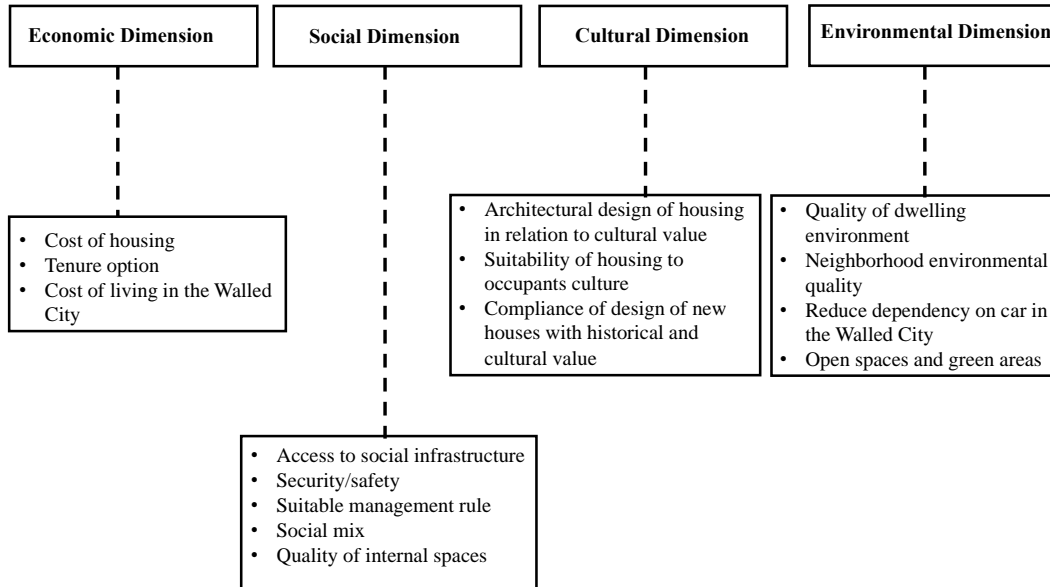 Economic Dimension
Social Dimension
Cultural Dimension
Environmental Dimension
• Cost of housing
• Tenure option
• Cost of living in the Walled
City
• Architectural design of housing
in relation to cultural value
• Suitability of housing to
occupants culture
• Compliance of design of new
houses with historical and
cultural value
• Quality of dwelling
environment
• Neighborhood environmental
quality
• Reduce dependency on car in
the Walled City
• Open spaces and green areas
• Access to social infrastructure
• Security/safety
• Suitable management rule
• Social mix
• Quality of internal spaces